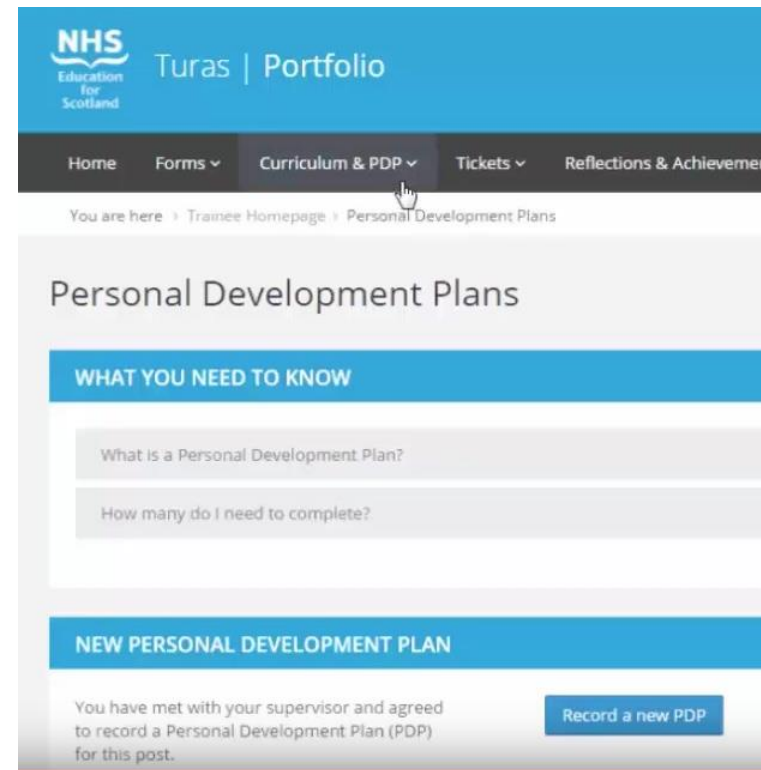 NHS
Education
for
Scotland
Turas | Portfolio
Home Forms Curriculum & PDP Tickets Reflections & Achieveme
You are here Trainee Homepage Personal Development Plans
Personal Development Plans
WHAT YOU NEED TO KNOW
What is a Personal Development Plan?
How many do I need to complete?
NEW PERSONAL DEVELOPMENT PLAN
You have met with your supervisor and agreed
to record a Personal Development Plan (PDP)
for this post.
Record a new PDP